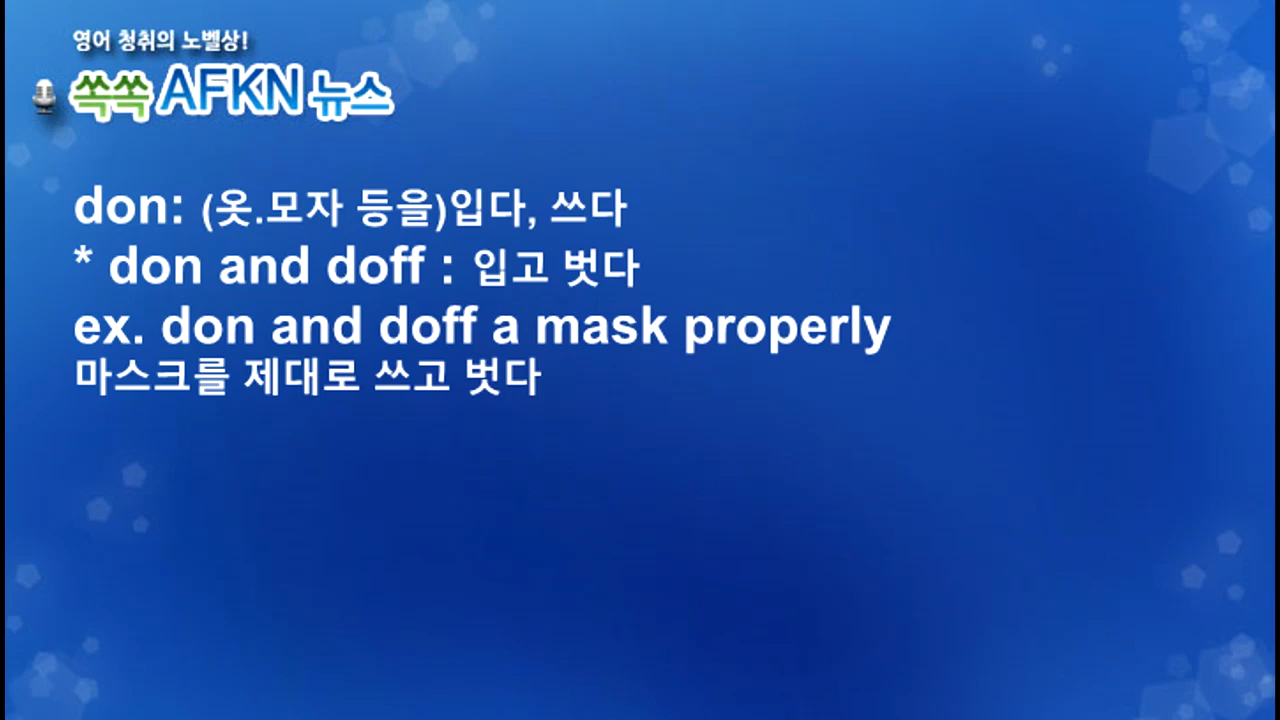 영어 청취의 노벨상!
쏙쏙 AFKN 뉴스
don: (옷.모자 등을)입다, 쓰다
* don and doff : 입고 벗다
ex. don and doff a mask properly
마스크를 제대로 쓰고 벗다